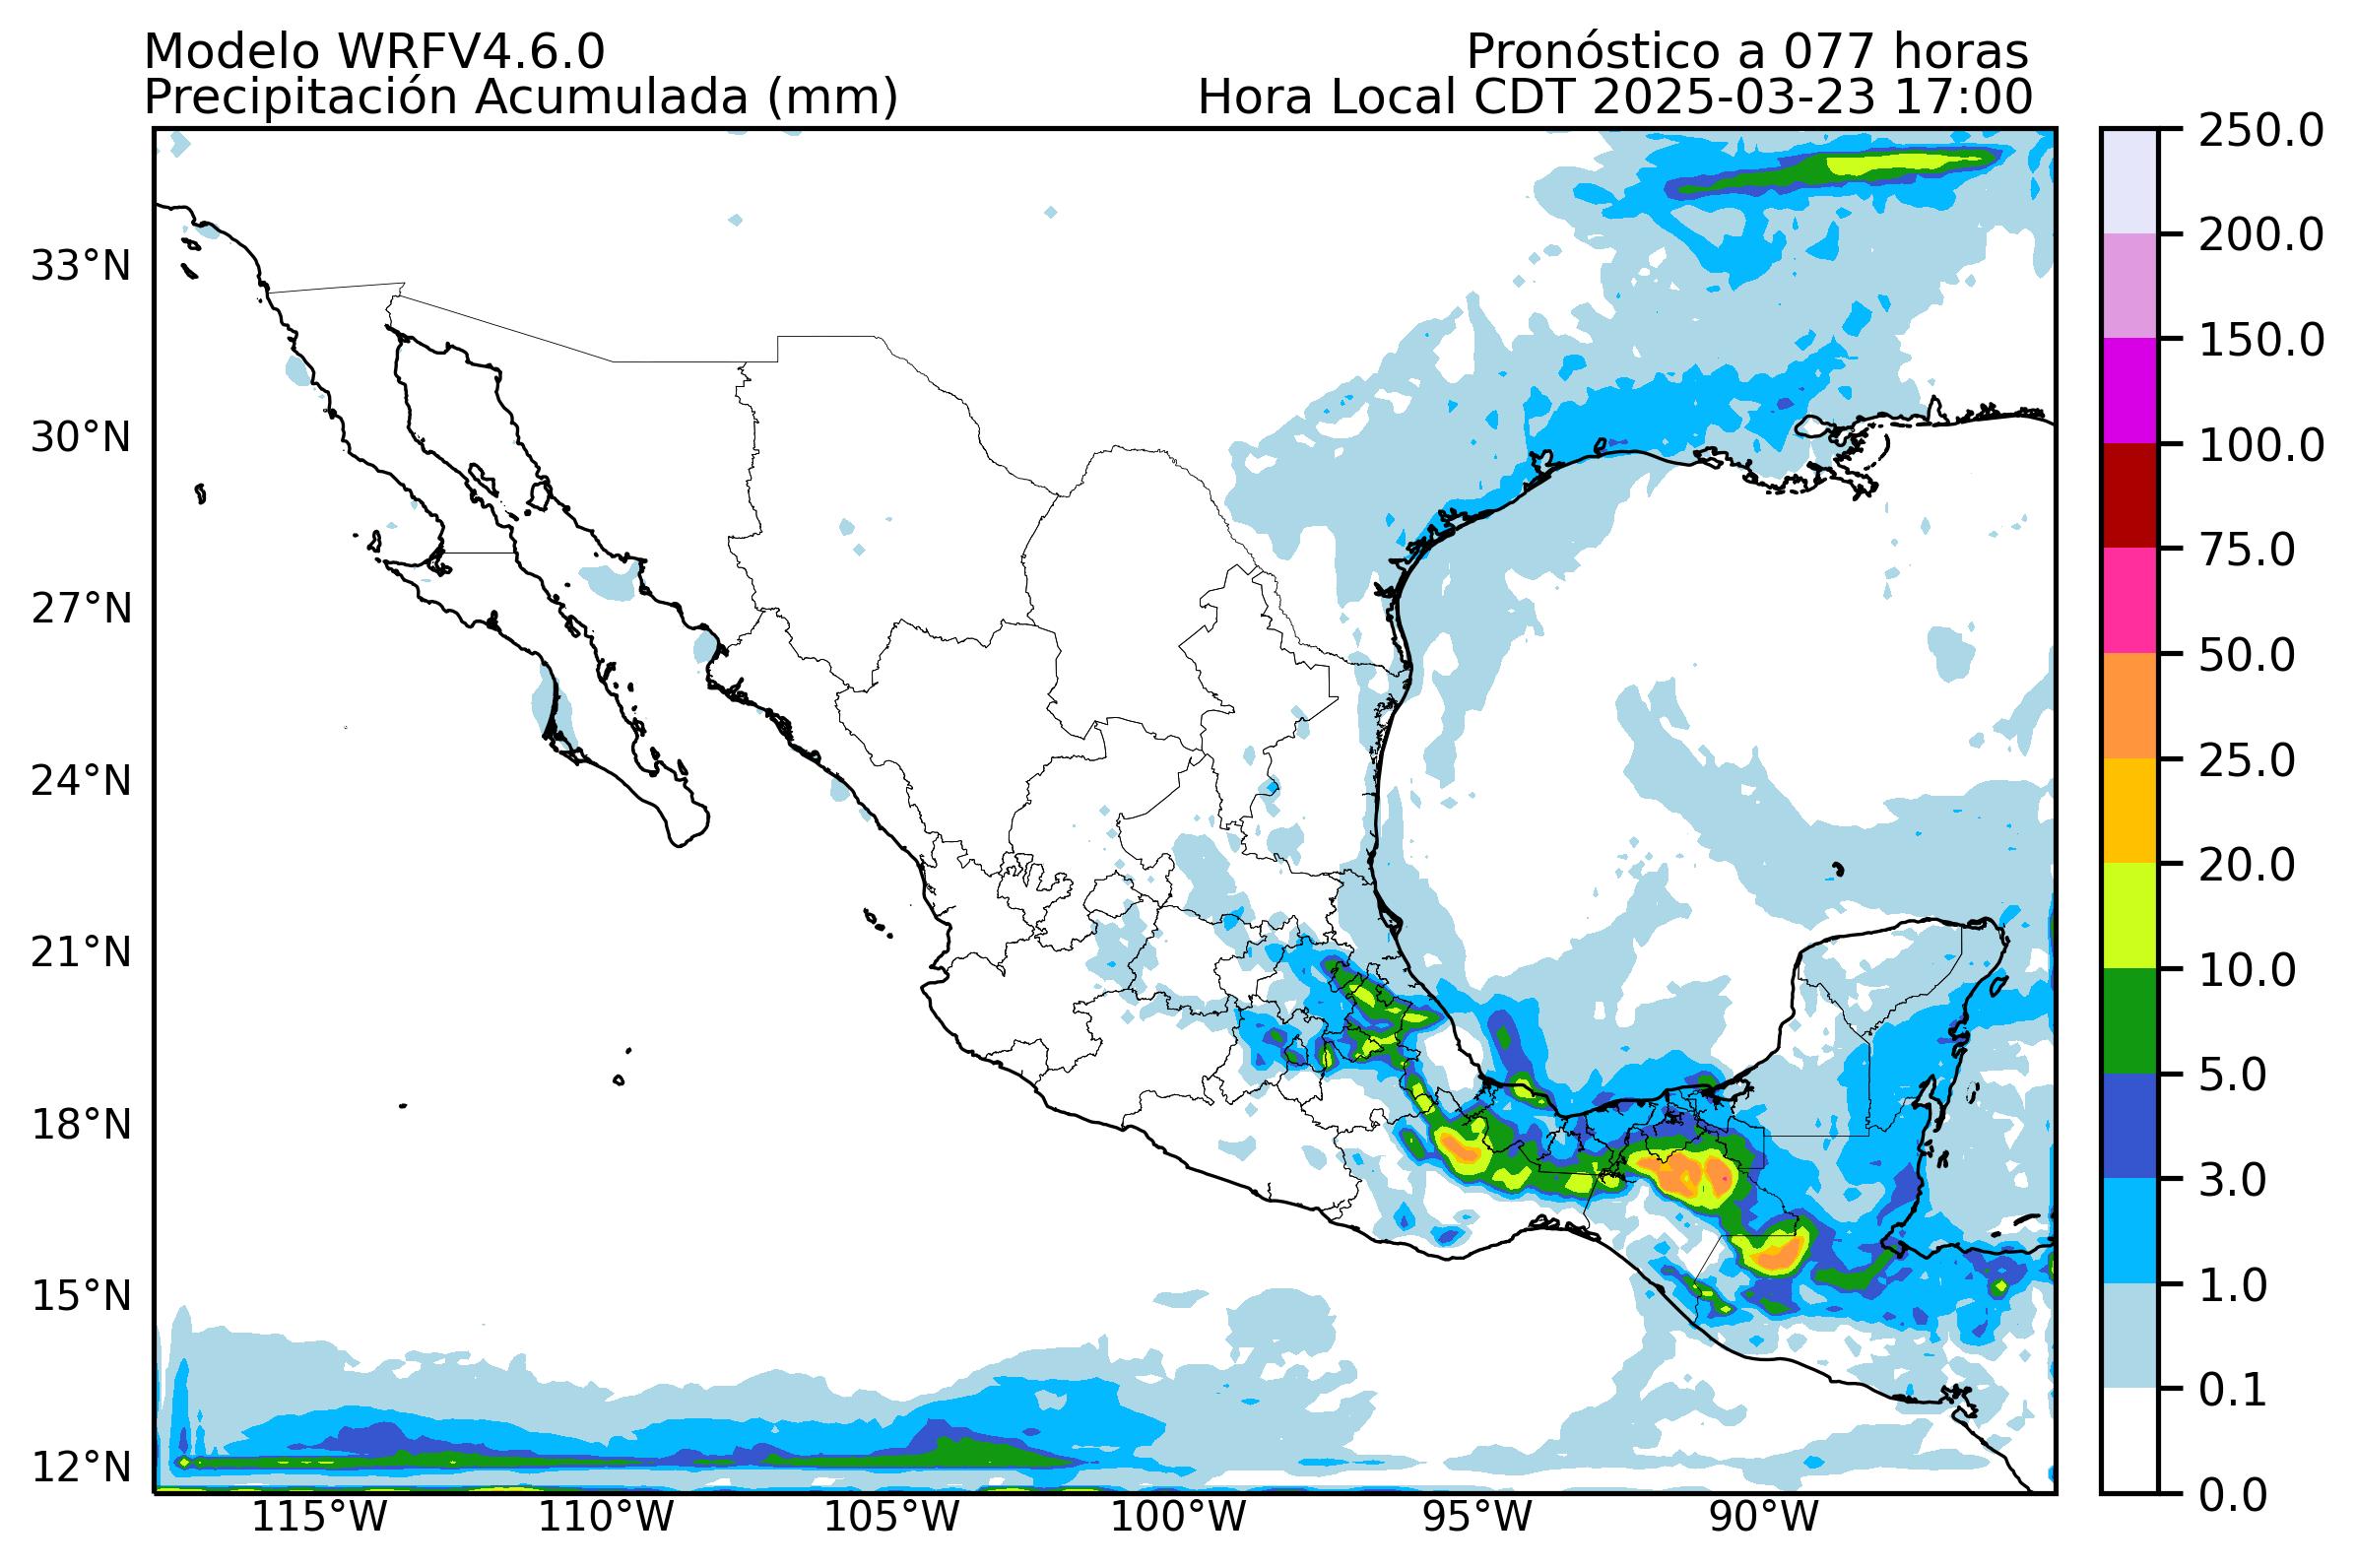 Modelo WRFV4.6.0
Pronóstico a 077 horas
Precipitación Acumulada (mm)
Hora Local CDT 2025-03-23 17:00
33°N
30°N
27°N
24°N
21°N
18°N
15°N
12°N
115°W
110°W
105°W
100°W
95°W
90°W
250.0
200.0
150.0
100.0
75.0
50.0
25.0
20.0
10.0
5.0
3.0
1.0
0.1
0.0